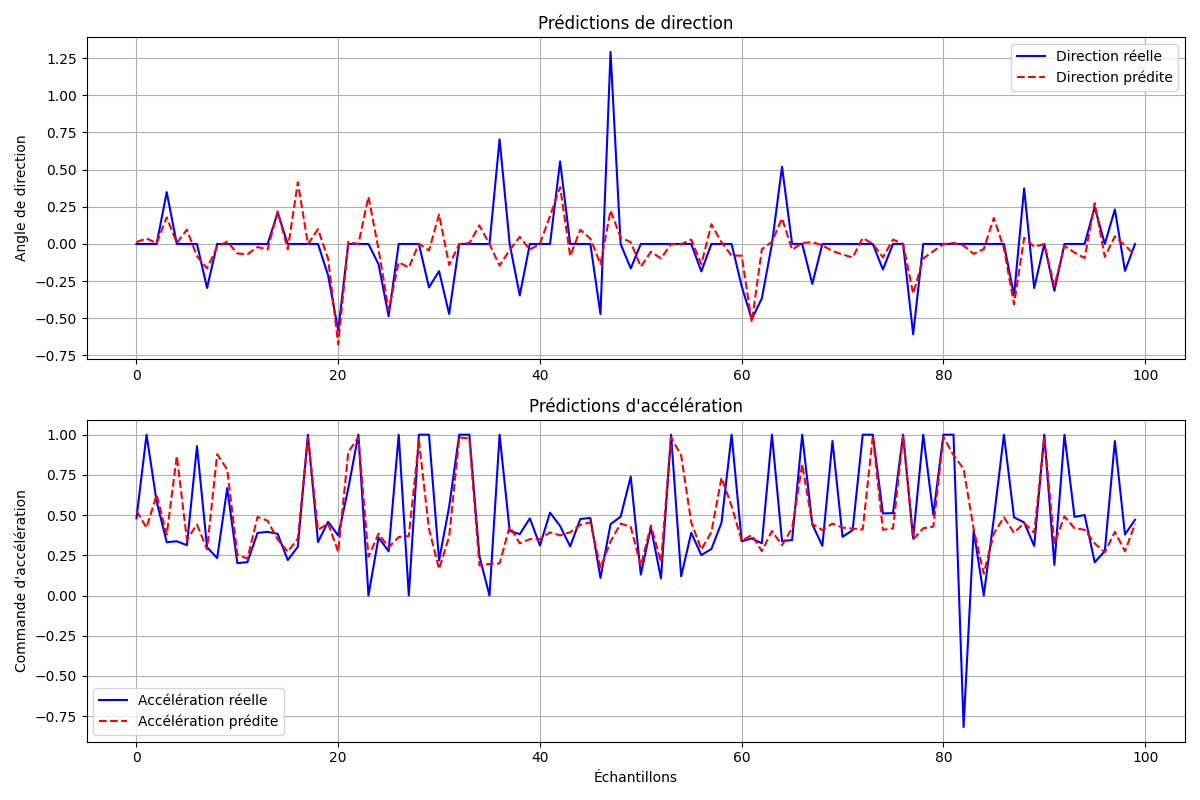 Prédictions de direction
Angle de direction
1.25
1.00
0.75
0.50
0.25
0.00
−0.25
−0.50
−0.75
Direction réelle
Direction prédite
0 20 40 60 80 100
Prédictions d'accélération
Commande d'accélération
1.00
0.75
0.50
0.25
0.00
−0.25
−0.50
−0.75
Accélération réelle
Accélération prédite
0 20 40 60 80 100
Échantillons